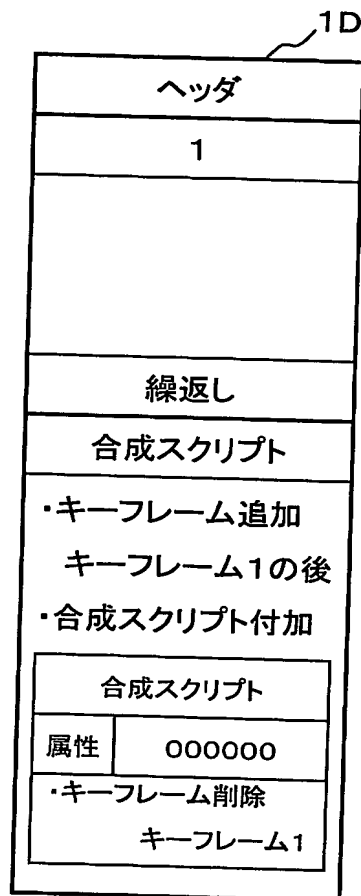 1D
ヘッダ
1
繰返し
合成スクリプト
・キーフレーム追加
キーフレーム1の後
・合成スクリプト付加
合成スクリプト
属性 000000
・キーフレーム削除
キーフレーム1